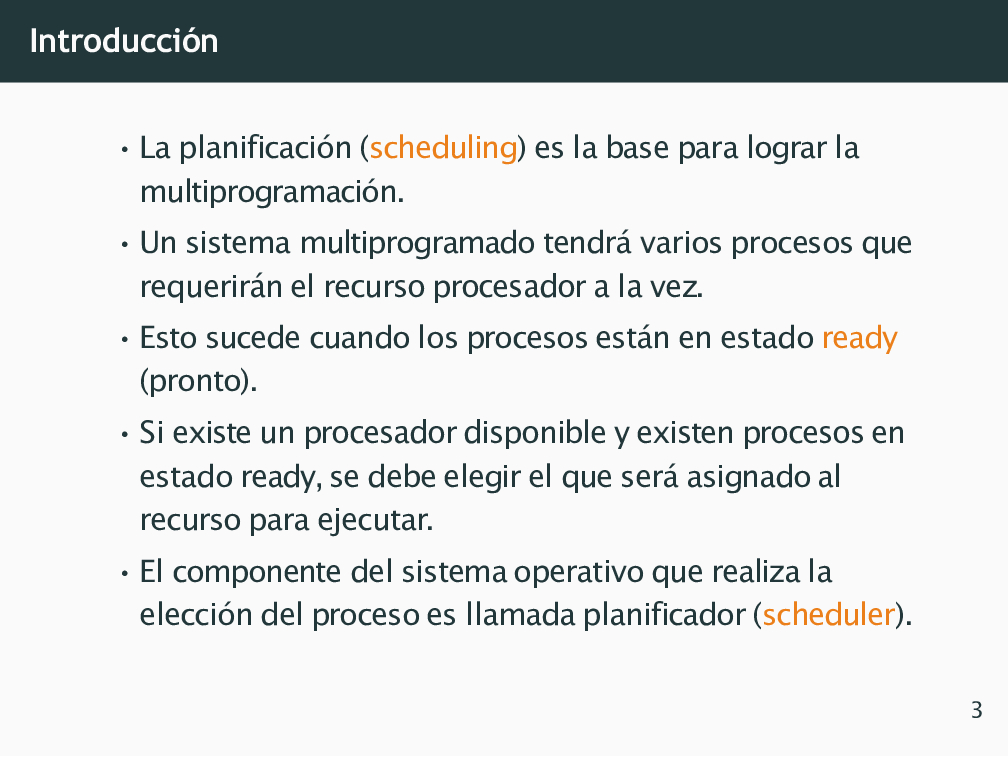 Introducción
• La planificación (scheduling) es la base para lograr la
multiprogramación.
• Un sistema multiprogramado tendrá varios procesos que
requerirán el recurso procesador a la vez.
• Esto sucede cuando los procesos están en estado ready
(pronto).
• Si existe un procesador disponible y existen procesos en
estado ready, se debe elegir el que será asignado al
recurso para ejecutar.
• El componente del sistema operativo que realiza la
elección del proceso es llamada planificador (scheduler).
3